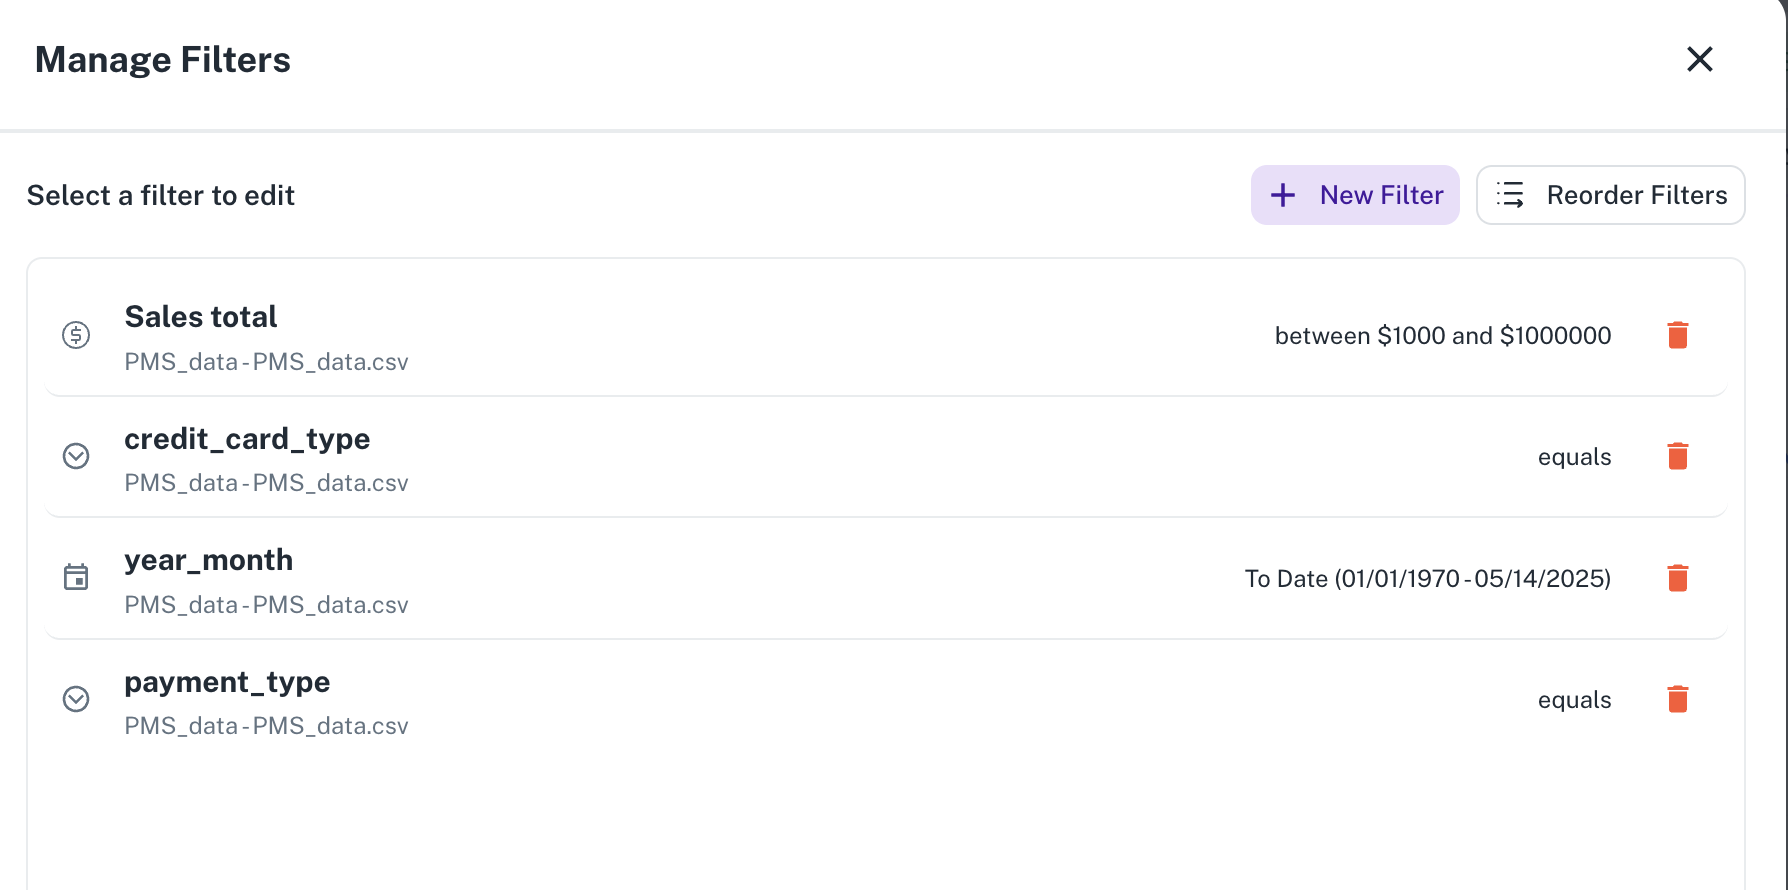 Manage Filters
Select a filter to edit
New Filter
Reorder Filters
Sales total
PMS_data - PMS_data.csv
between $1000 and $1000000
credit_card_type
PMS_data - PMS_data.csv
equals
year_month
PMS_data - PMS_data.csv
To Date (01/01/1970 - 05/14/2025)
payment_type
PMS_data - PMS_data.csv
equals